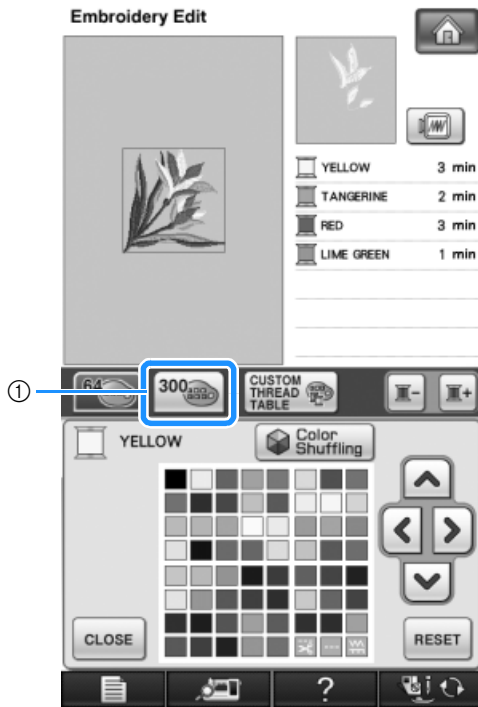 Embroidery Edit
YELLOW 3 min
TANGERINE 2 min
RED 3 min
LIME GREEN 1 min
① 64 300 CUSTOM
THREAD
TABLE
YELLOW Color
Shuffling
CLOSE RESET
?